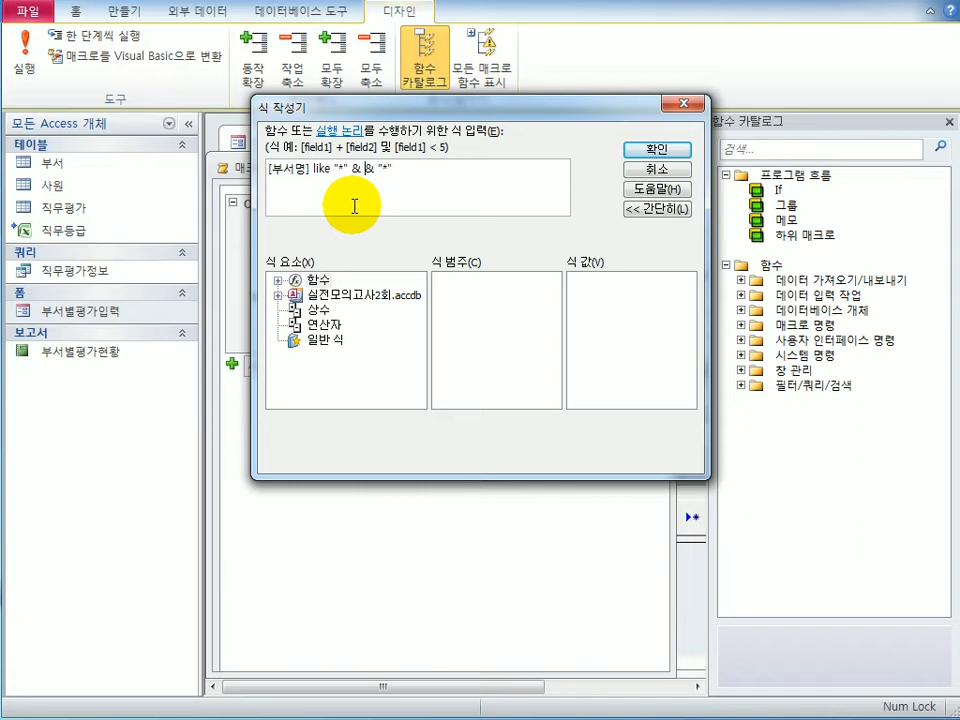 파일 홈 만들기 외부 데이터 데이터베이스 도구 디자인
실행
한 단계씩 실행
매크로를 Visual Basic으로 변환
도구
동작
확장
작업
축소
모두
확장
모두
축소
함수
카탈로그
모든 매크로
함수 표시
모든 Access 개체
테이블
부서
사원
직무평가
직무등급
쿼리
직무평가정보
폼
부서별평가입력
보고서
부서별평가현황
식 작성기
함수 또는 실행 논리를 수행하기 위한 식 입력(E):
(식 예: [field1] + [field2] 및 [field1] < 5)
[부서명] like "*" & & "*"
확인
취소
도움말(H)
<< 간단히(L)
식 요소(X)
함수
실전모의고사2회.accdb
상수
연산자
일반 식
식 범주(C)
식 값(V)
함수 카탈로그
검색...
프로그램 흐름
If
그룹
메모
하위 매크로
함수
데이터 가져오기/내보내기
데이터 입력 작업
데이터베이스 개체
매크로 명령
사용자 인터페이스 명령
시스템 명령
창 관리
필터/쿼리/검색
Num Lock